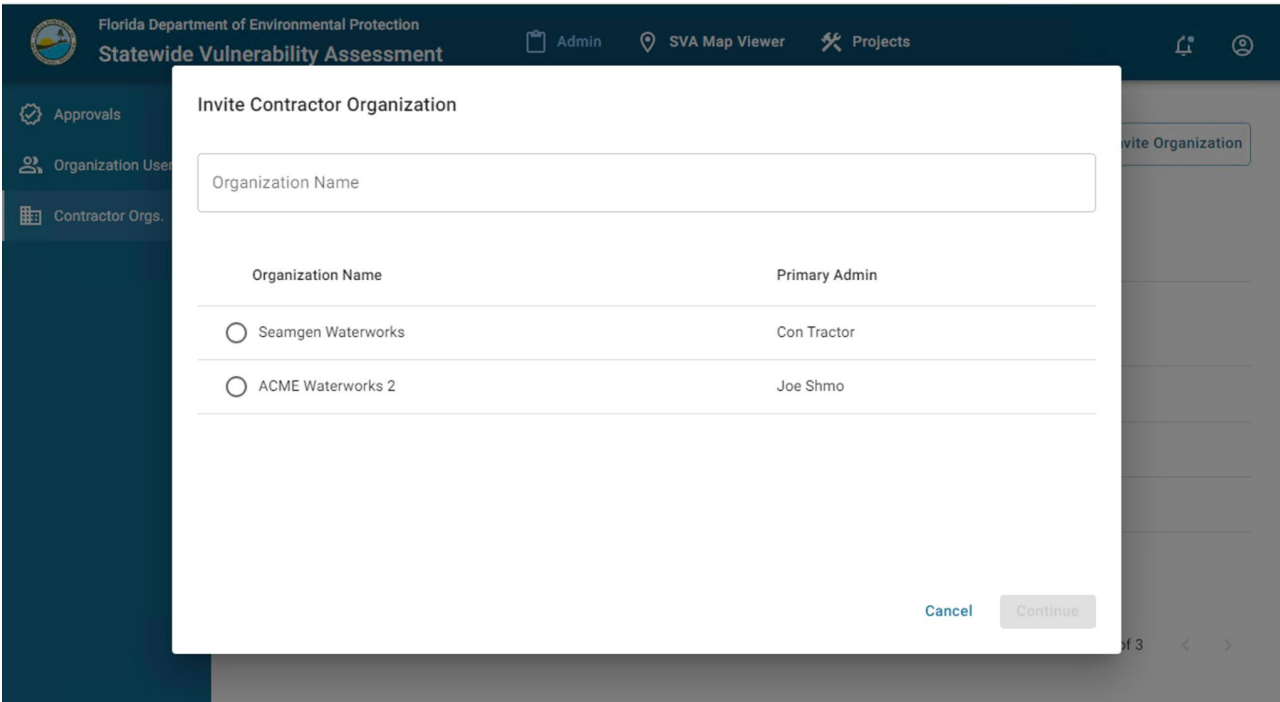 Florida Department of Environmental Protection
Statewide Vulnerability Assessment
Admin
SVA Map Viewer
Projects
Approvals
Organization User
Contractor Orgs.
Invite Contractor Organization
Organization Name
Organization Name Primary Admin
Seamgen Waterworks Con Tractor
ACME Waterworks 2 Joe Shmo
Cancel
Continue
Organization
of 3